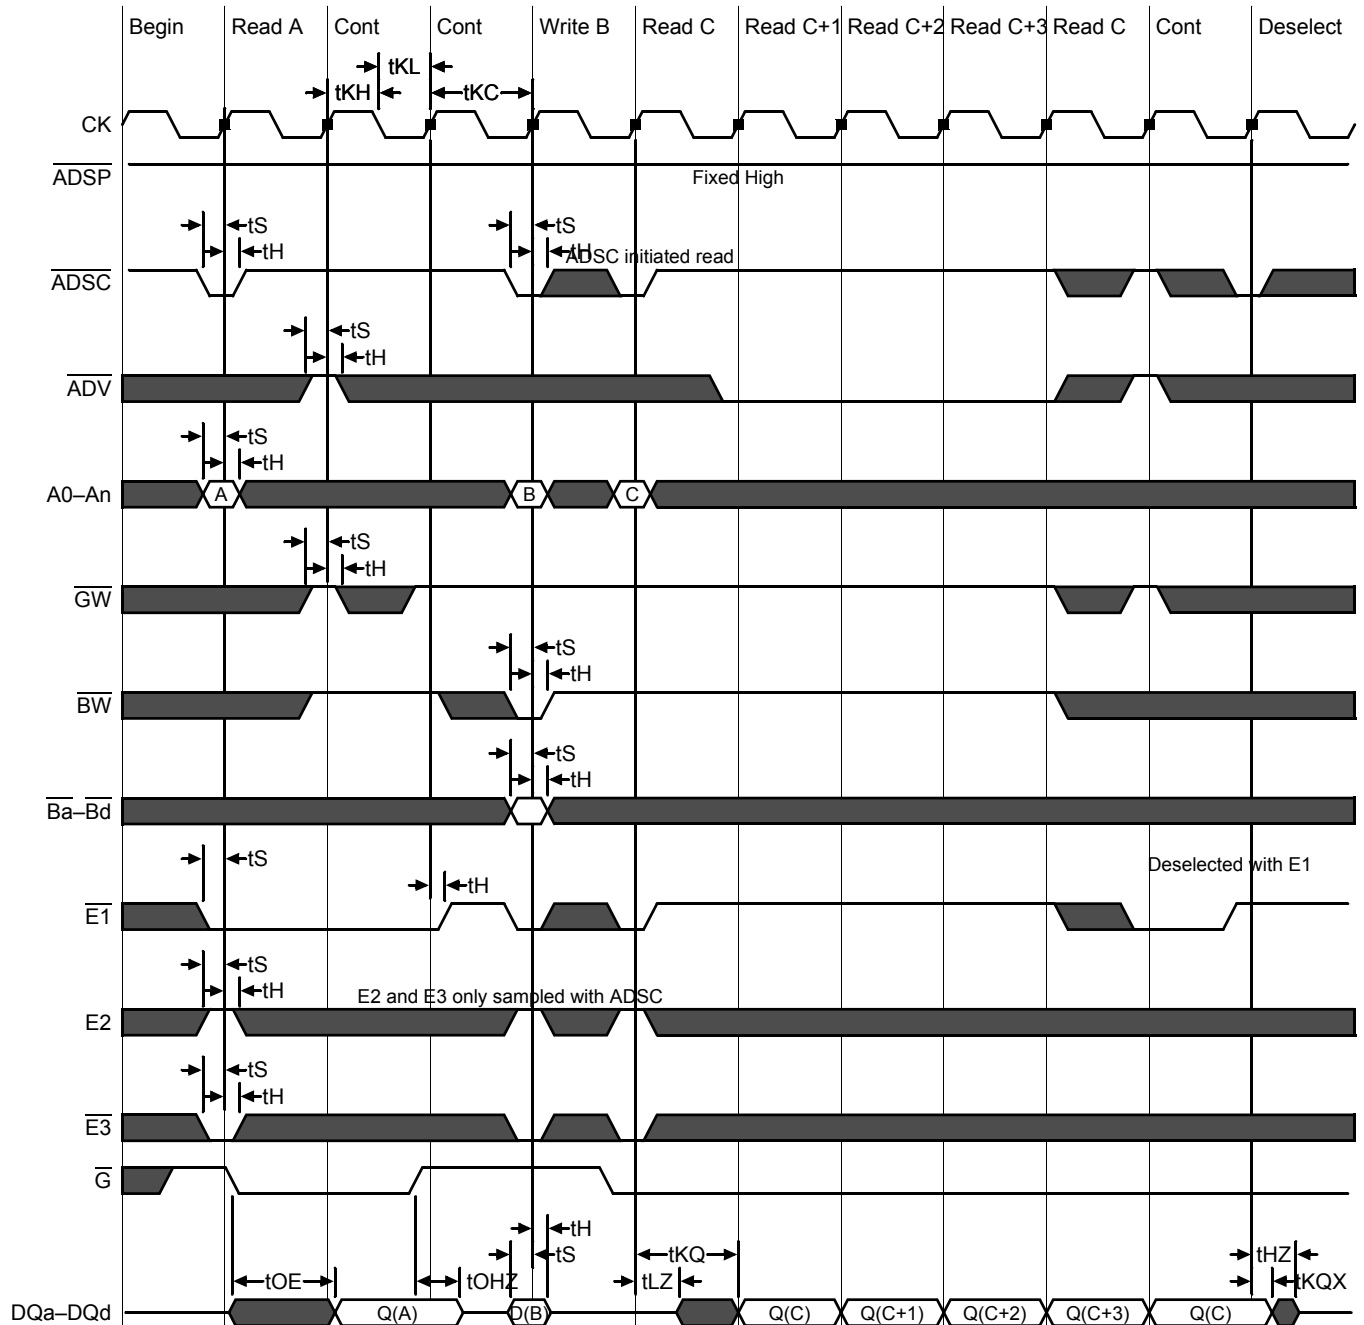 Begin Read A Cont Cont Write B Read C Read C+1 Read C+2 Read C+3 Read C Cont Deselect
tKL
tKH tKC
CK
ADSP
Fixed High
tS tS
tH tH
ADSC initiated read
ADSC
tS
tH
ADV
tS
tH
A0–An A B C
tS
tH
GW
tS
tH
BW
tS
tH
Ba–Bd
tS
Deselected with E1
tH
E1
tS
tH
E2 and E3 only sampled with ADSC
E2
tS
tH
E3
G
tH
tS tKQ tHZ
tOE tOHZ tLZ tKQX
DQa–DQd Q(A) D(B) Q(C) Q(C+1) Q(C+2) Q(C+3) Q(C)